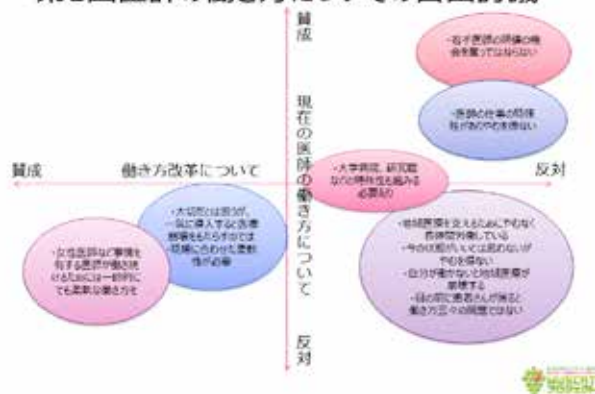 賛成
・若手医師の研修の機
会を奪ってはならない
・医師の仕事の特殊
性がありやむを得ない
現在の医師の働き方について
賛成
働き方改革について
反対
・大学病院、研究職
などの特殊性も鑑みる
必要あり
・大切だとは思うが、
一気に導入すると医療
崩壊をもたらすのでは
・現場に合わせた柔軟
性が必要
・女性医師など事情を
有する医師が働き続
けるためには一般的に
ても柔軟な働き方を
・地域医療を支えるためにやむなく
長時間労働している
・今の状態がいいとは思わないが
やむを得ない
・自分が働かないと地域医療が
崩壊する
・目の前に患者さんが居ると
働き方云々の問題ではない
反対